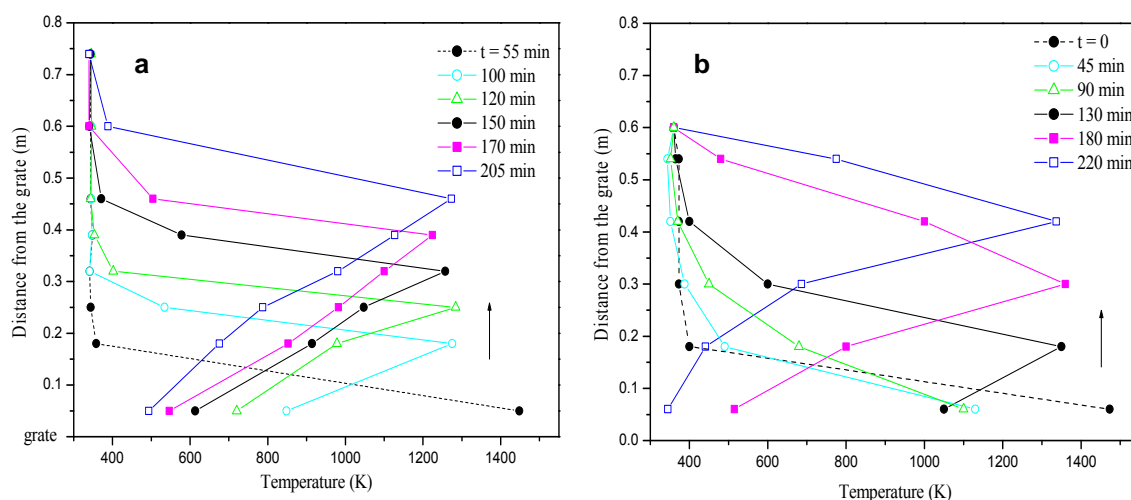 0.8
0.7
0.6
0.5
0.4
0.3
0.2
0.1
grate
Distance from the grate (m)
400 600 800 1000 1200 1400
Temperature (K)
a
t = 55 min
100 min
120 min
150 min
170 min
205 min
0.8
0.7
0.6
0.5
0.4
0.3
0.2
0.1
0.0
Distance from the grate (m)
400 600 800 1000 1200 1400
Temperature (K)
b
t = 0
45 min
90 min
130 min
180 min
220 min